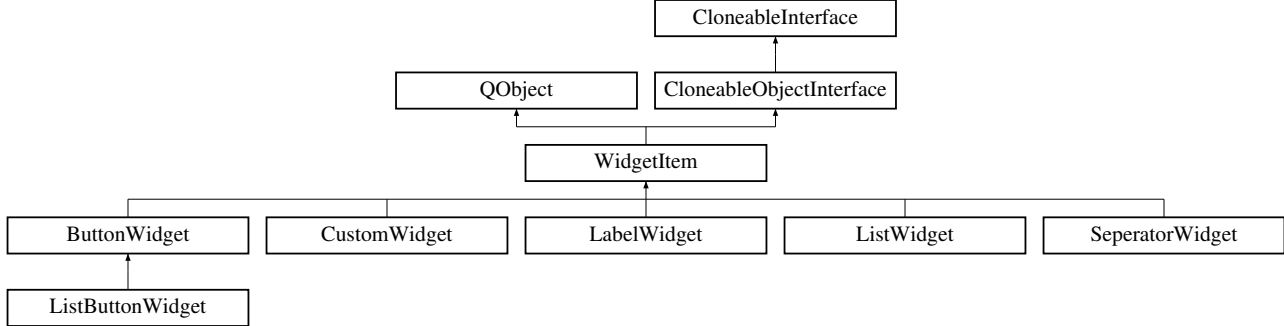 CloneableInterface
QObject
CloneableObjectInterface
WidgetItem
ButtonWidget
CustomWidget
LabelWidget
ListWidget
SeperatorWidget
ListButtonWidget